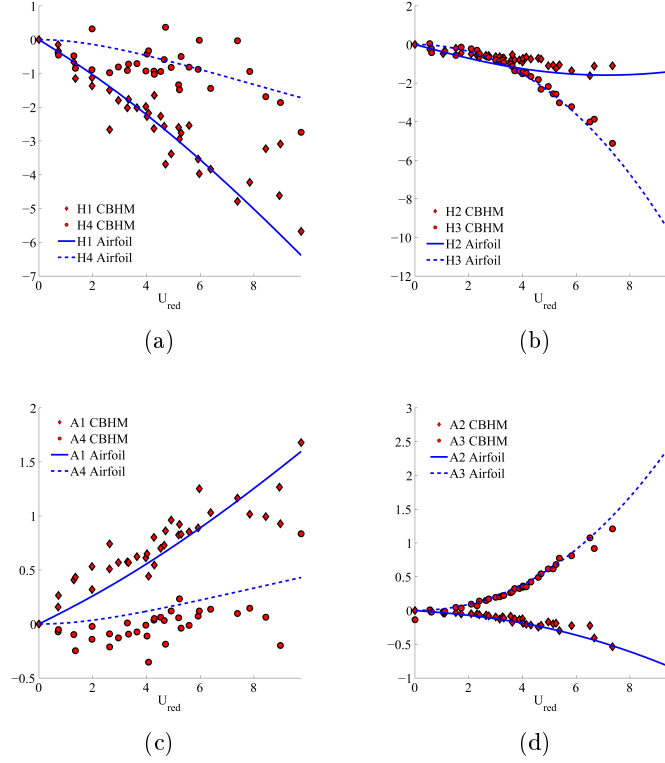 1
0
−1
−2
−3
−4
−5
−6
−7
0 2 4 6 8
U_red
H1 CBHM
H4 CBHM
H1 Airfoil
H4 Airfoil
(a)
2
0
−2
−4
−6
−8
−10
−12
0 2 4 6 8
U_red
H2 CBHM
H3 CBHM
H2 Airfoil
H3 Airfoil
(b)
2
1.5
1
0.5
0
−0.5
0 2 4 6 8
U_red
A1 CBHM
A4 CBHM
A1 Airfoil
A4 Airfoil
(c)
3
2.5
2
1.5
1
0.5
0
−0.5
−1
0 2 4 6 8
U_red
A2 CBHM
A3 CBHM
A2 Airfoil
A3 Airfoil
(d)